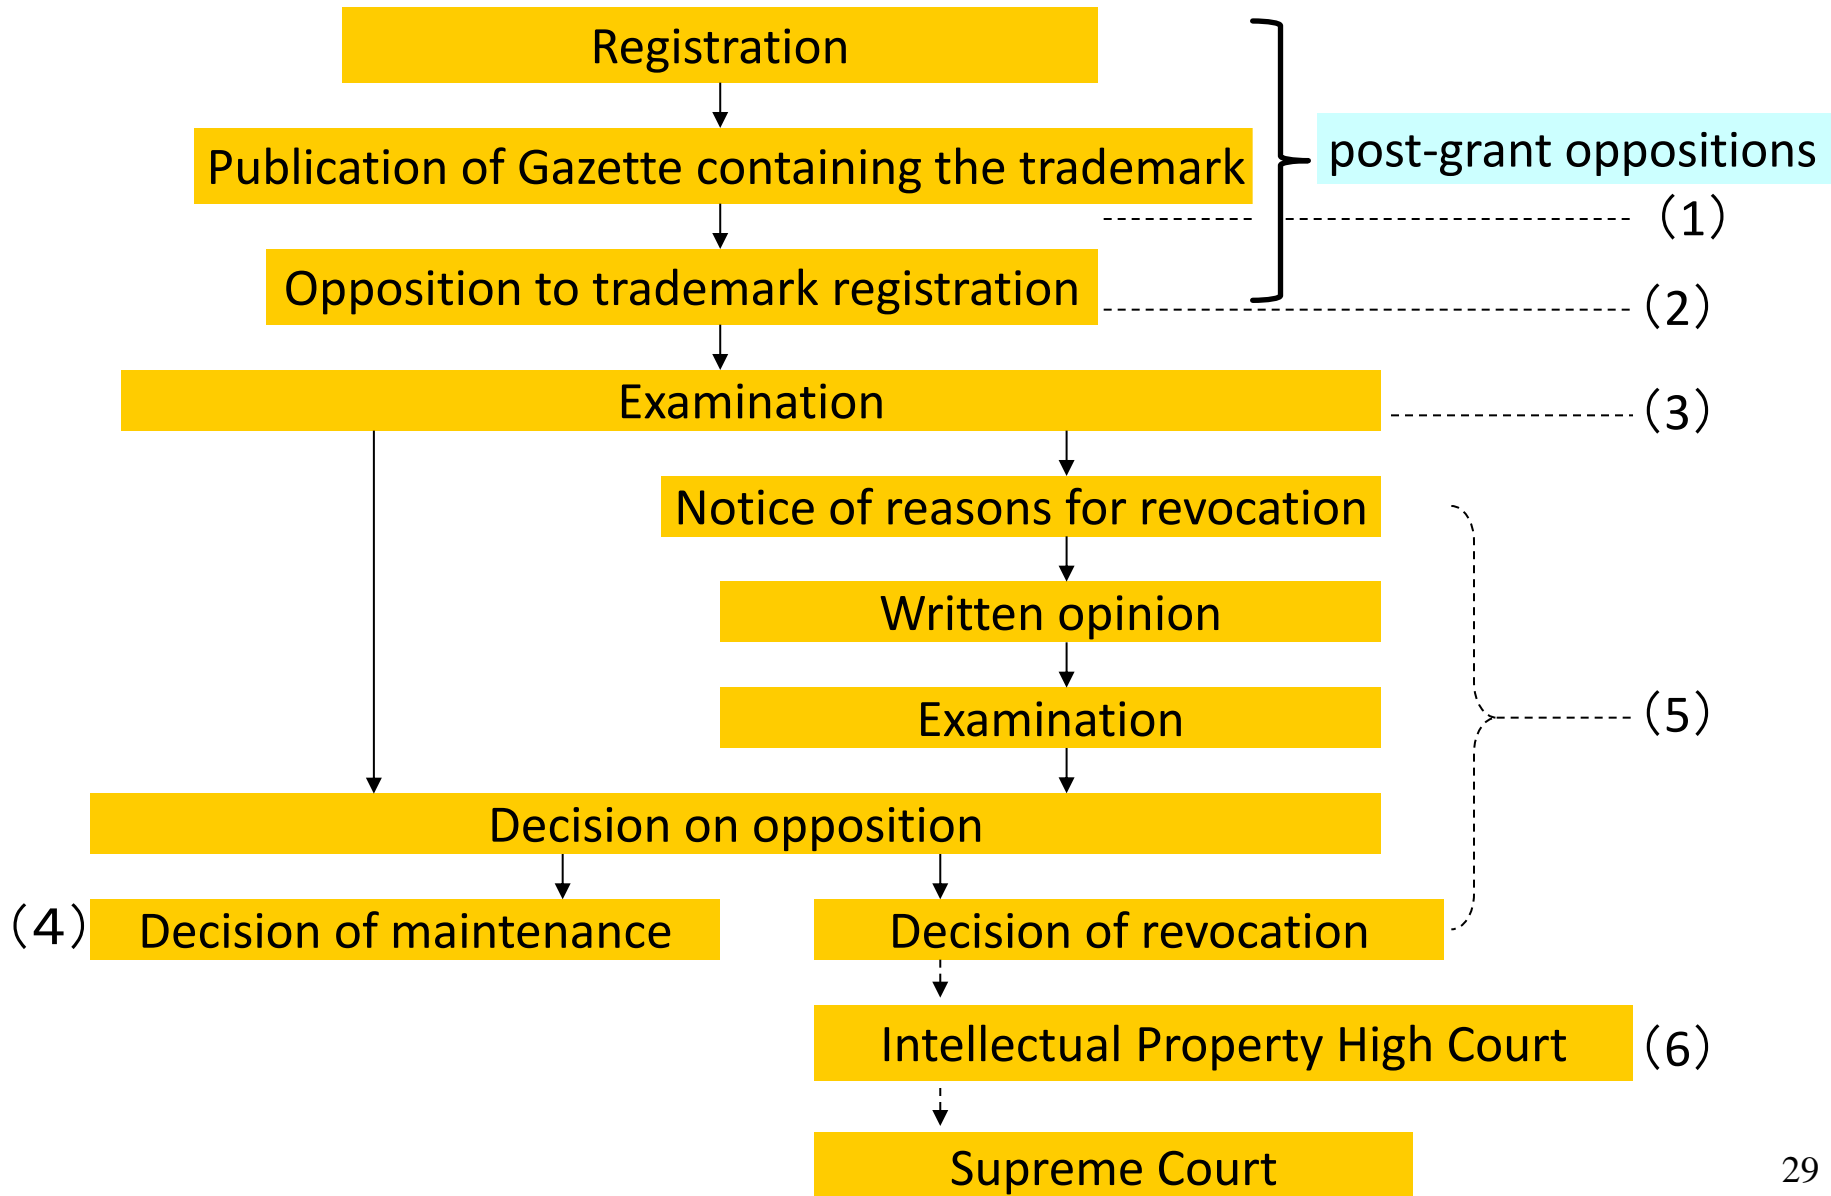 Registration
Publication of Gazette containing the trademark
post-grant oppositions
（1）
Opposition to trademark registration
（2）
Examination
（3）
Notice of reasons for revocation
Written opinion
Examination
（5）
Decision on opposition
（4）
Decision of maintenance
Decision of revocation
Intellectual Property High Court
（6）
Supreme Court
29